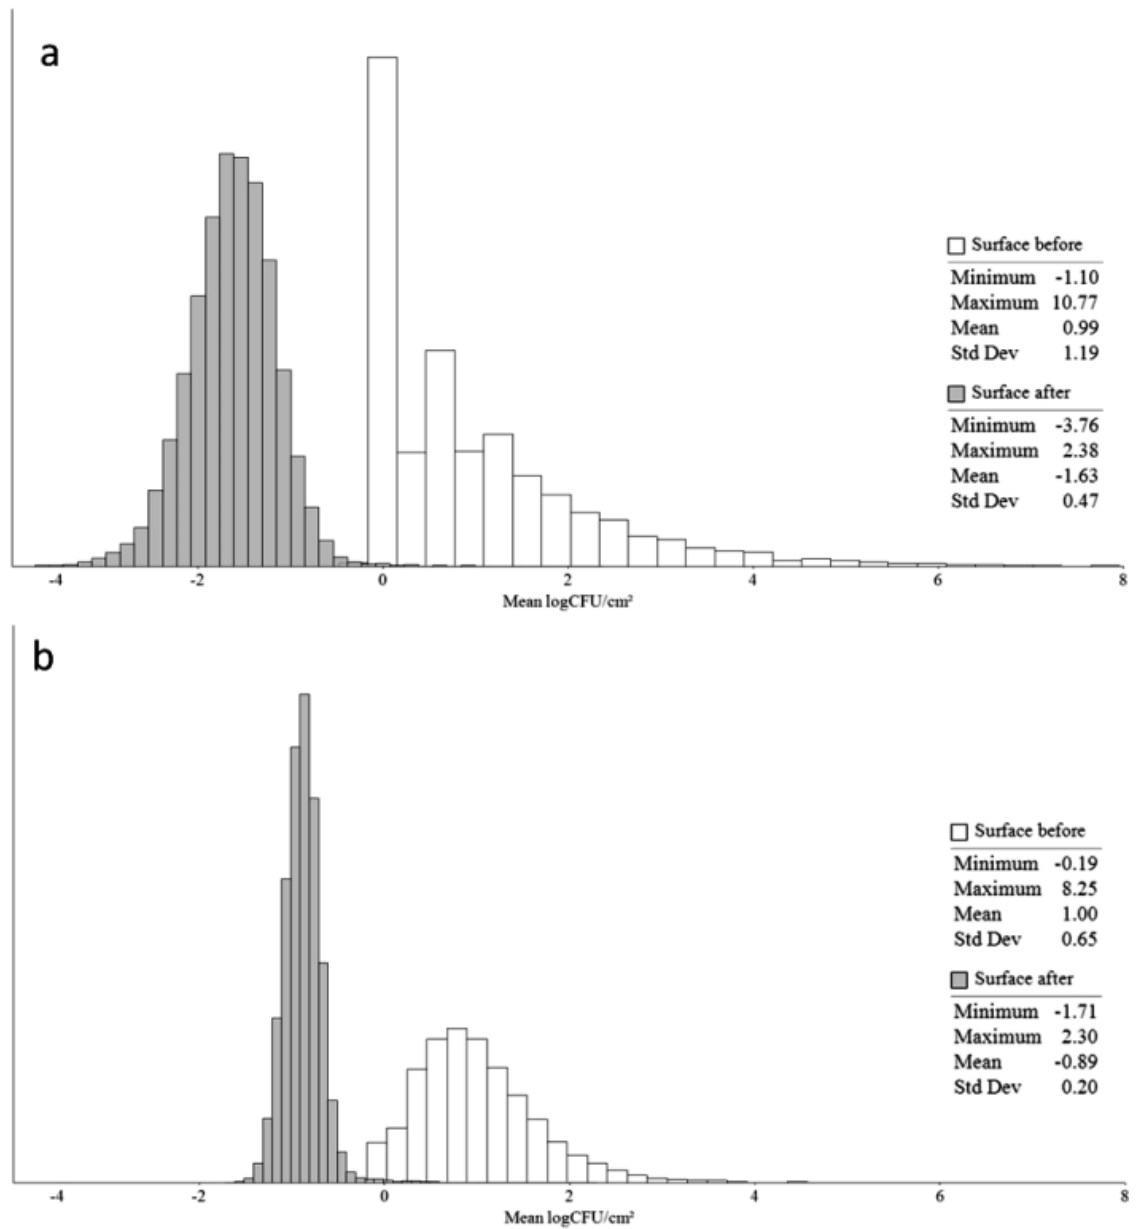 a
Surface before
Minimum -1.10
Maximum 10.77
Mean 0.99
Std Dev 1.19
Surface after
Minimum -3.76
Maximum 2.38
Mean -1.63
Std Dev 0.47
-4 -2 0 2 4 6 8
Mean logCFU/cm²
b
Surface before
Minimum -0.19
Maximum 8.25
Mean 1.00
Std Dev 0.65
Surface after
Minimum -1.71
Maximum 2.30
Mean -0.89
Std Dev 0.20
-4 -2 0 2 4 6 8
Mean logCFU/cm²